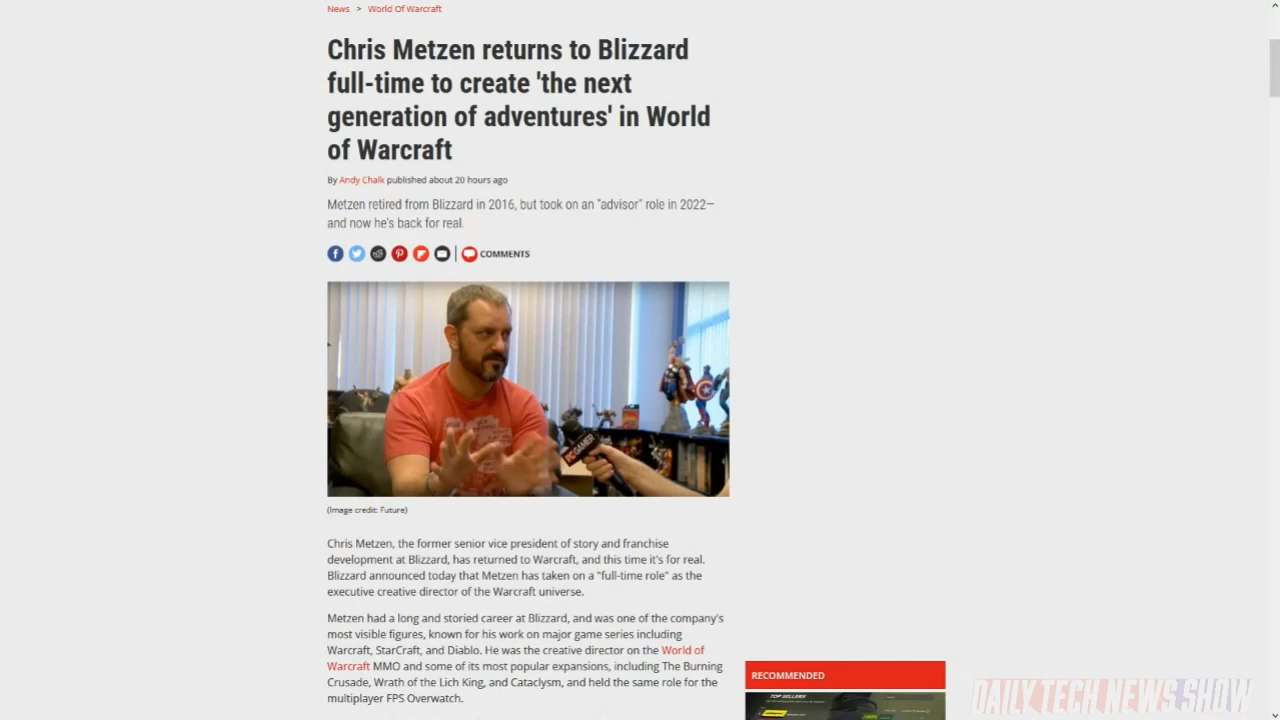 News > World Of Warcraft
Chris Metzen returns to Blizzard
full-time to create 'the next
generation of adventures' in World
of Warcraft
By Andy Chalk published about 20 hours ago
Metzen retired from Blizzard in 2016, but took on an "advisor" role in 2022—
and now he's back for real.
COMMENTS
PC GAMER
(Image credit: Future)
Chris Metzen, the former senior vice president of story and franchise
development at Blizzard, has returned to Warcraft, and this time it's for real.
Blizzard announced today that Metzen has taken on a "full-time role" as the
executive creative director of the Warcraft universe.
Metzen had a long and storied career at Blizzard, and was one of the company's
most visible figures, known for his work on major game series including
Warcraft, StarCraft, and Diablo. He was the creative director on the World of
Warcraft MMO and some of its most popular expansions, including The Burning
Crusade, Wrath of the Lich King, and Cataclysm, and held the same role for the
multiplayer FPS Overwatch.
RECOMMENDED
TOP SELLERS
DAILY TECH NEWS SHOW